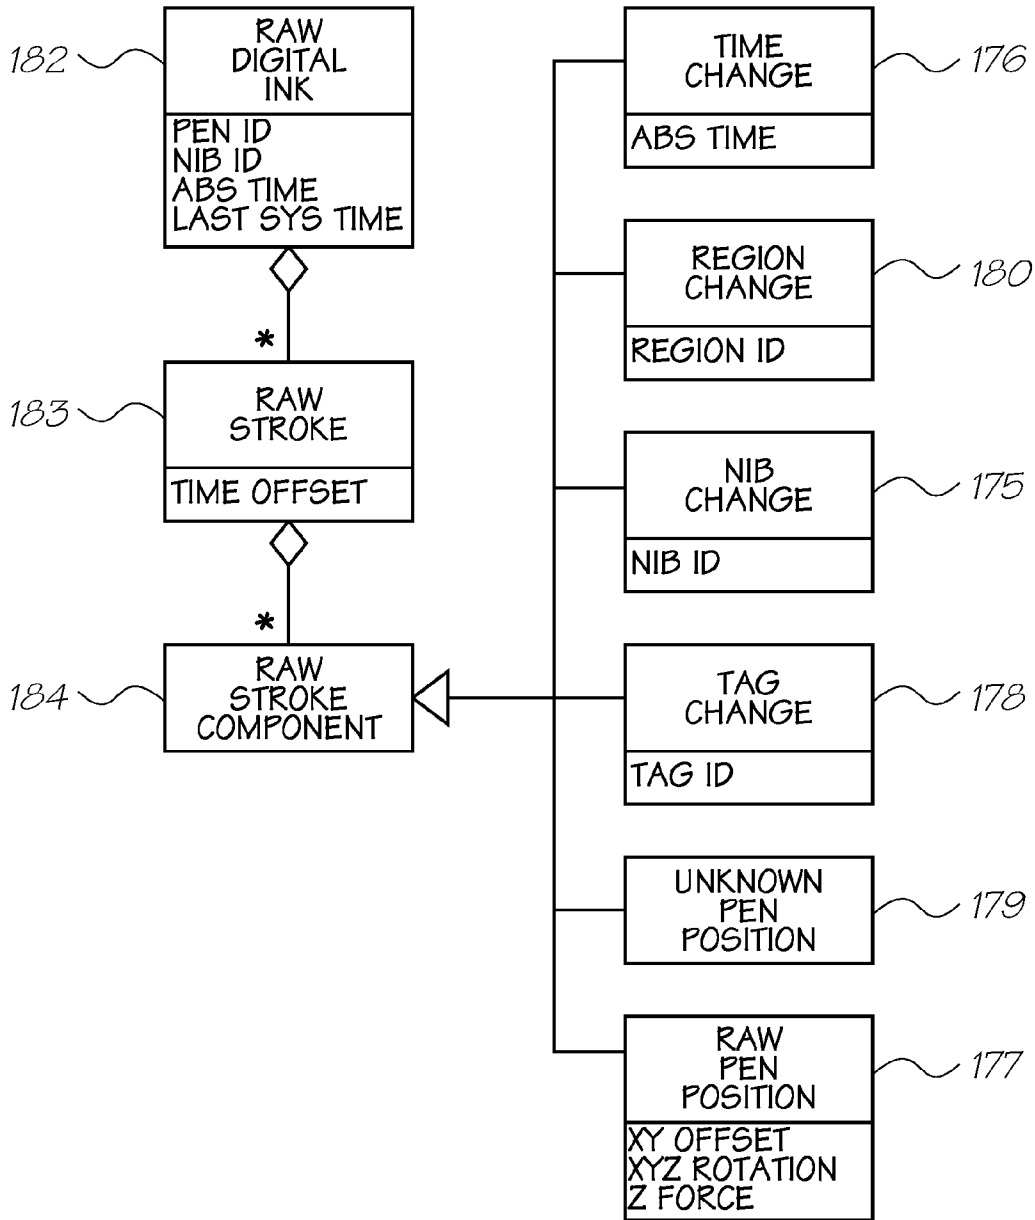 182
RAW
DIGITAL
INK
PEN ID
NIB ID
ABS TIME
LAST SYS TIME
*
183
RAW
STROKE
TIME OFFSET
*
184
RAW
STROKE
COMPONENT
TIME
CHANGE
176
ABS TIME
REGION
CHANGE
180
REGION ID
NIB
CHANGE
175
NIB ID
TAG
CHANGE
178
TAG ID
UNKNOWN
PEN
POSITION
179
RAW
PEN
POSITION
177
XY OFFSET
XYZ ROTATION
Z FORCE